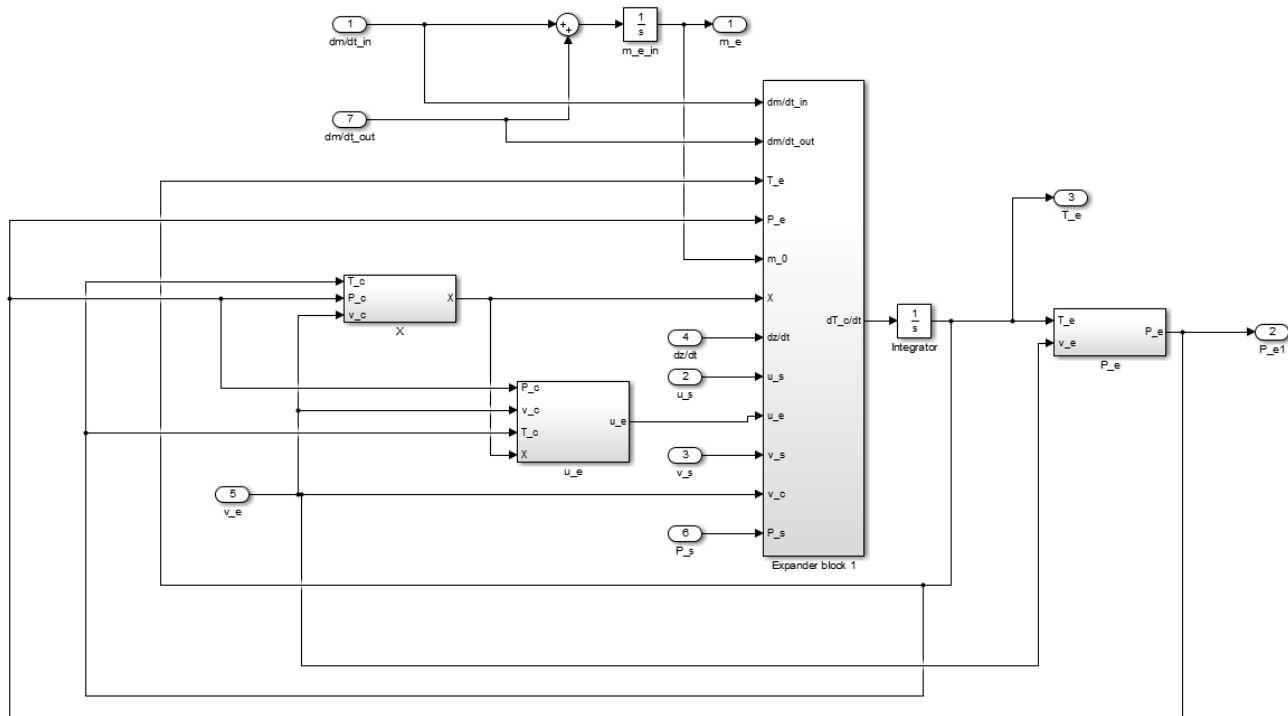 1
dm/dt_in
+
+
1
s
m_e_in
1
m_e
7
dm/dt_out
dm/dt_in
dm/dt_out
T_e
P_e
m_0
X
dz/dt
u_s
u_e
v_s
v_c
P_s
dT_c/dt
Expander block 1
T_c
P_c
v_c
X
X
4
dz/dt
2
u_s
P_c
v_c
T_c
X
u_e
u_e
3
v_s
5
v_e
6
P_s
1
s
Integrator
3
T_e
T_e
v_e
P_e
P_e
2
P_e1